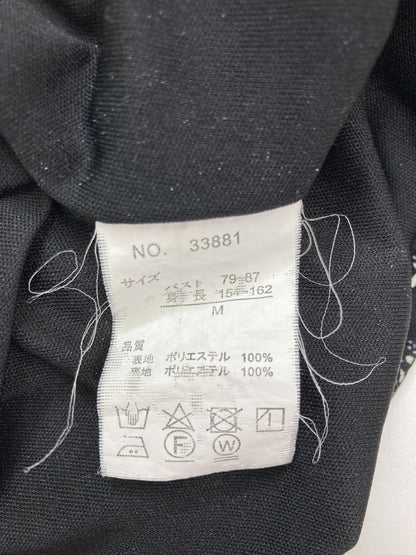 NO. 33881
サイズ
バスト 79-87
身長 154-162
M
品質
表地 ポリエステル 100%
裏地 ポリエステル 100%
F
W